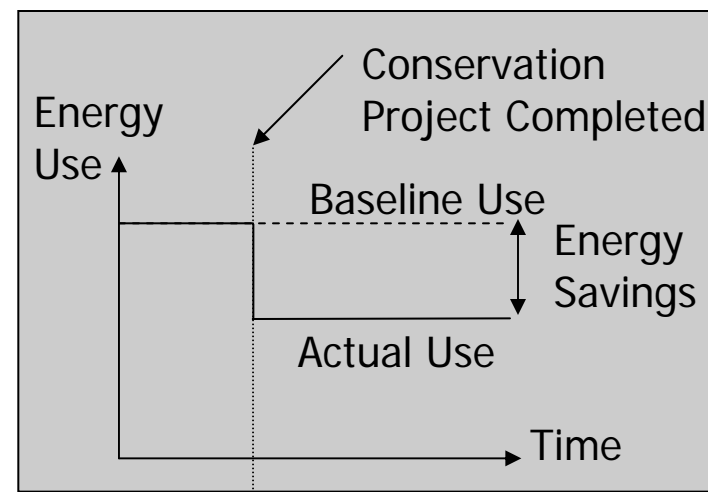 Conservation
Project Completed
Energy
Use
Baseline Use
Energy
Savings
Actual Use
Time